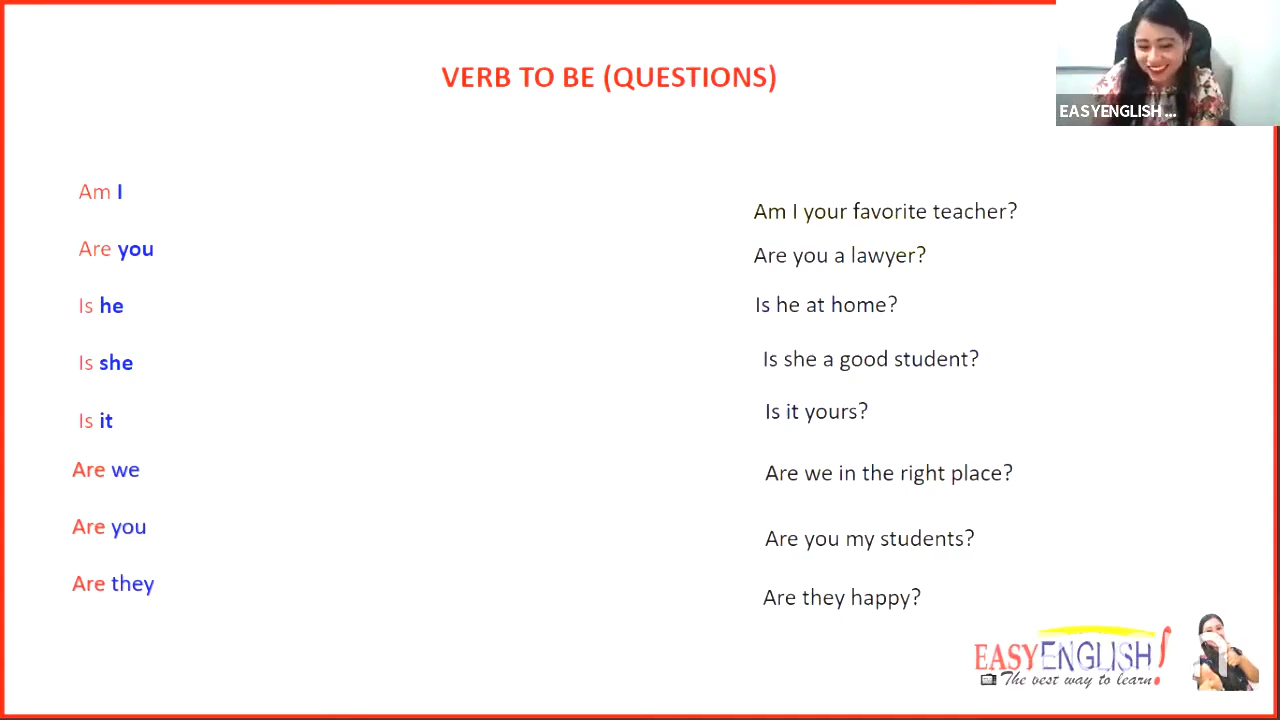 VERB TO BE (QUESTIONS)
EASYENGLISH ...
Am I
Am I your favorite teacher?
Are you
Are you a lawyer?
Is he
Is he at home?
Is she
Is she a good student?
Is it
Is it yours?
Are we
Are we in the right place?
Are you
Are you my students?
Are they
Are they happy?
EASYENGLISH!
The best way to learn!